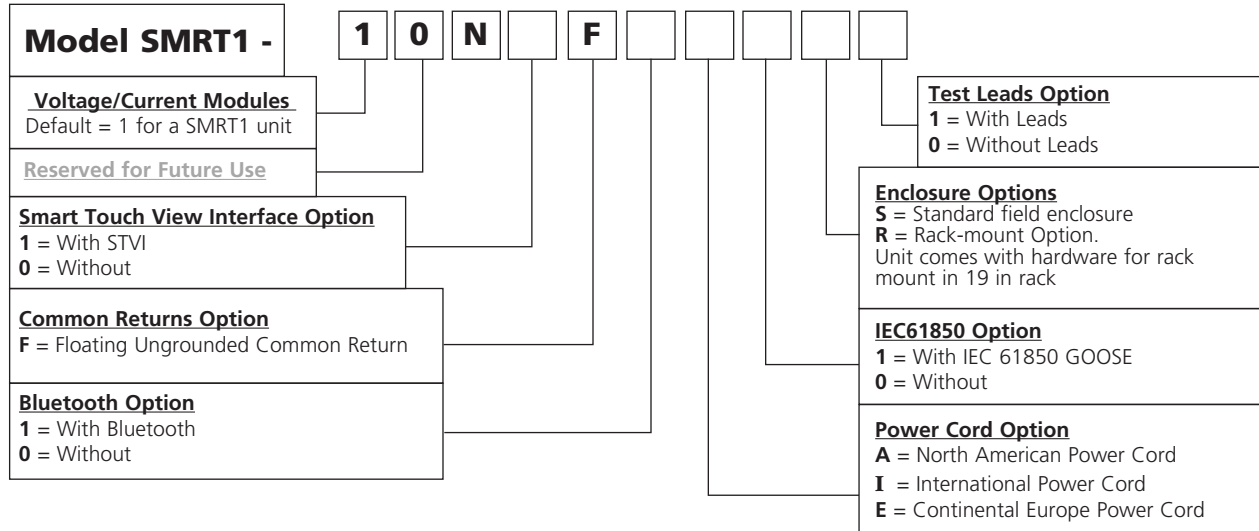 Model SMRT1 - 1 0 N F
Voltage/Current Modules
Default = 1 for a SMRT1 unit
Reserved for Future Use
Smart Touch View Interface Option
1 = With STVI
0 = Without
Common Returns Option
F = Floating Ungrounded Common Return
Bluetooth Option
1 = With Bluetooth
0 = Without
Test Leads Option
1 = With Leads
0 = Without Leads
Enclosure Options
S = Standard field enclosure
R = Rack-mount Option.
Unit comes with hardware for rack
mount in 19 in rack
IEC61850 Option
1 = With IEC 61850 GOOSE
0 = Without
Power Cord Option
A = North American Power Cord
I = International Power Cord
E = Continental Europe Power Cord